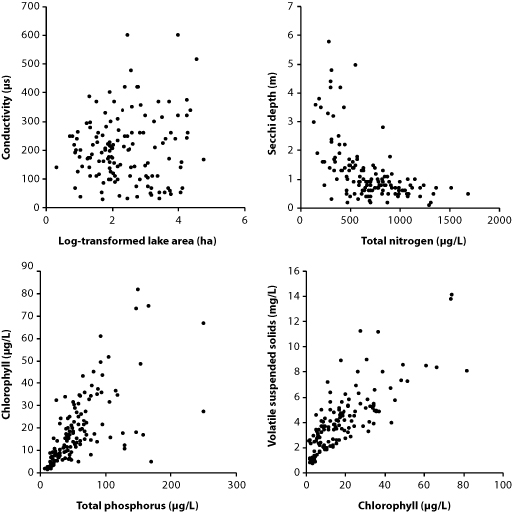 700
600
500
400
300
200
100
0
Conductivity (µs)
0 2 4 6
Log-transformed lake area (ha)
7
6
5
4
3
2
1
0
Secchi depth (m)
0 500 1000 1500 2000
Total nitrogen (µg/L)
90
80
70
60
50
40
30
20
10
0
Chlorophyll (µg/L)
0 100 200 300
Total phosphorus (µg/L)
16
14
12
10
8
6
4
2
0
Volatile suspended solids (mg/L)
0 20 40 60 80 100
Chlorophyll (µg/L)